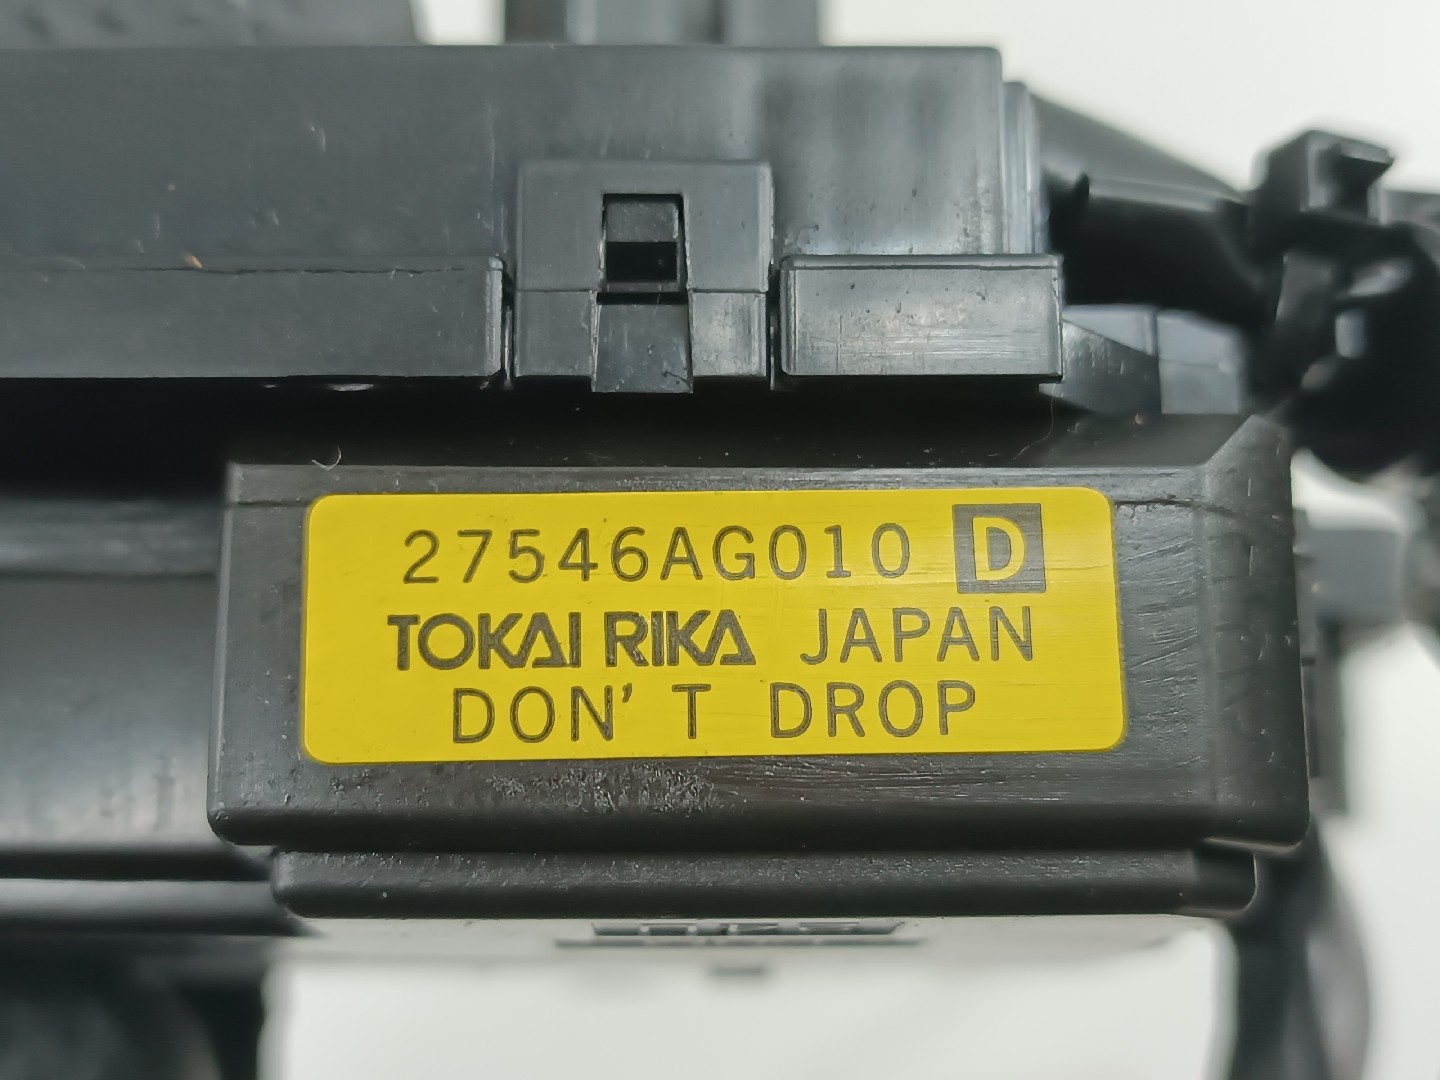 27546AG010 D
TOKAI RIKA JAPAN
DON'T DROP